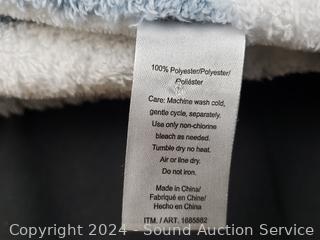 100% Polyester/Polyester/
Poliéster
Care: Machine wash cold,
gentle cycle, separately.
Use only non-chlorine
bleach as needed.
Tumble dry no heat.
Air or line dry.
Do not iron.
Made in China/
Fabriqué en Chine/
Hecho en China
ITM. / ART. 1685882
Copyright 2024 - Sound Auction Service